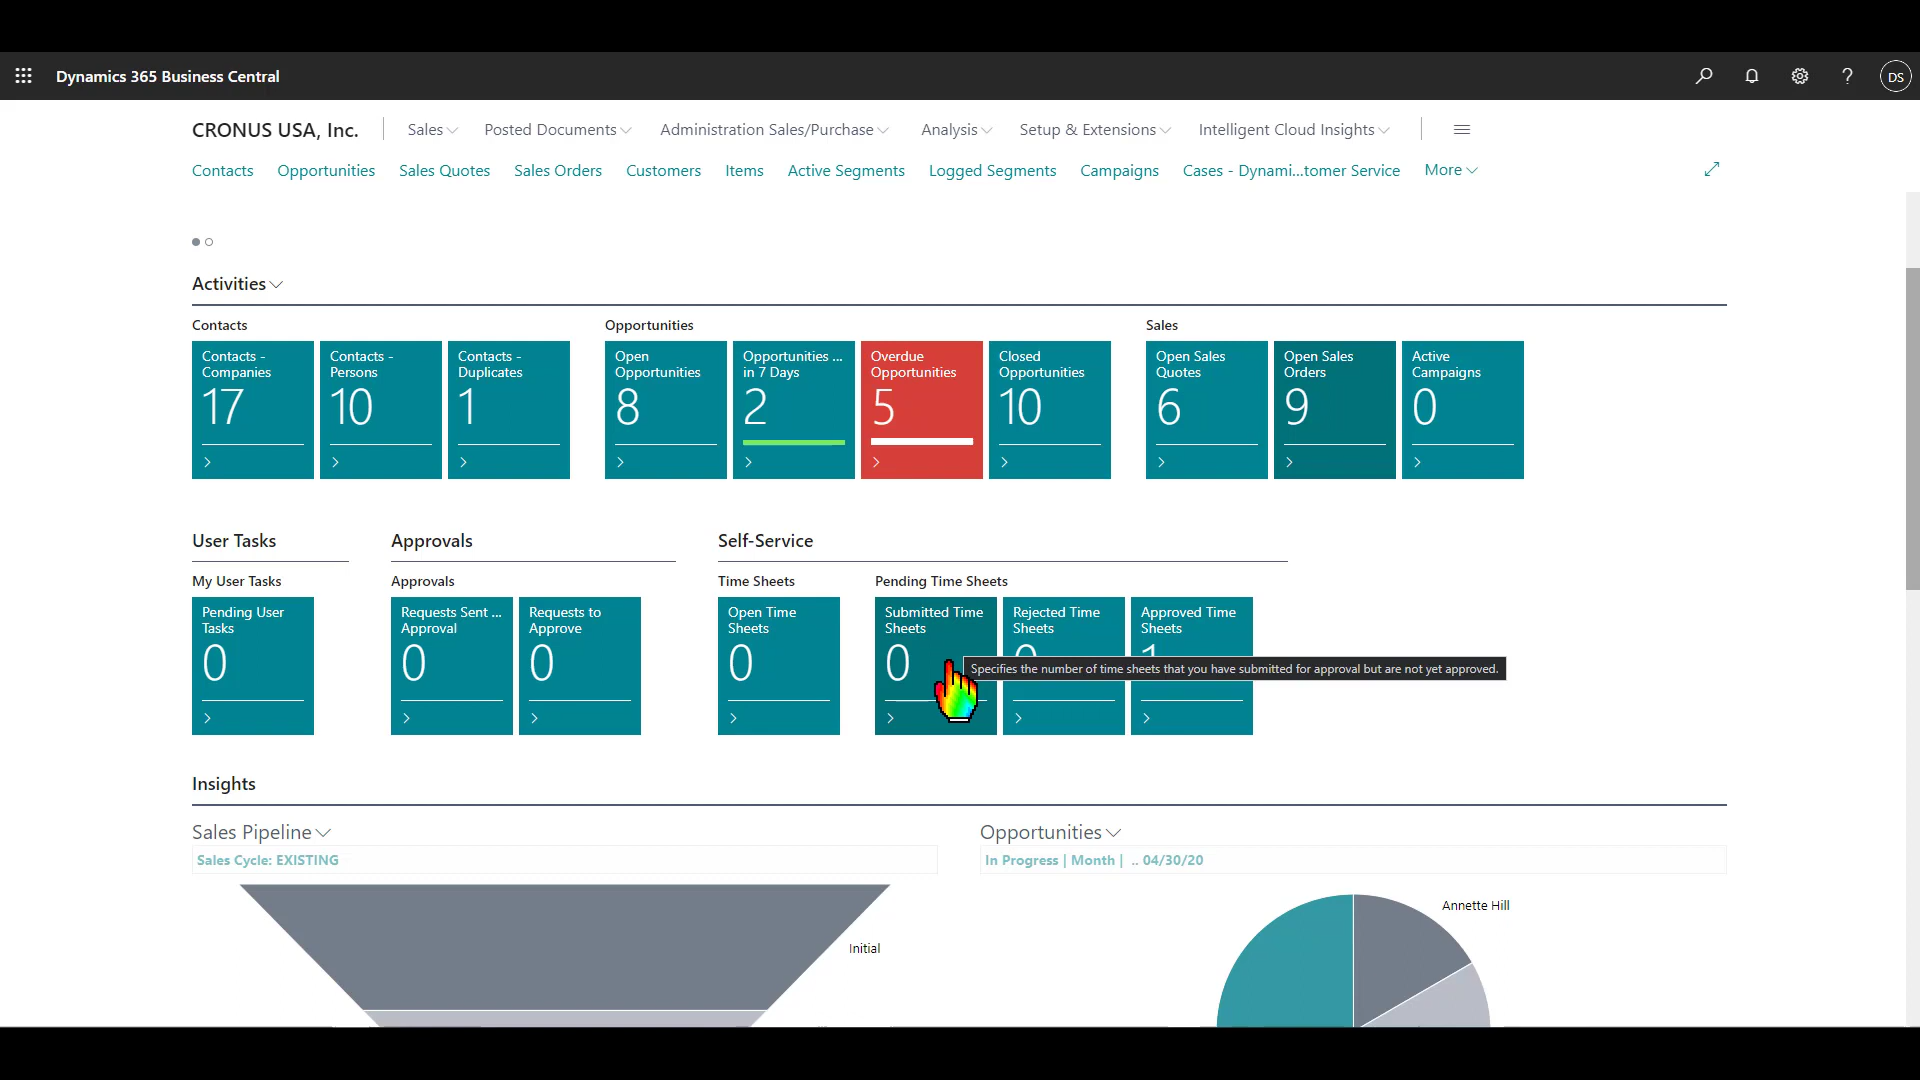 Dynamics 365 Business Central
DS
CRONUS USA, Inc.
Sales
Posted Documents
Administration Sales/Purchase
Analysis
Setup & Extensions
Intelligent Cloud Insights
Contacts
Opportunities
Sales Quotes
Sales Orders
Customers
Items
Active Segments
Logged Segments
Campaigns
Cases - Dynami...tomer Service
More
Activities
Contacts
Opportunities
Sales
Contacts -
Companies
17
Contacts -
Persons
10
Contacts -
Duplicates
1
Open
Opportunities
8
Opportunities ...
in 7 Days
2
Overdue
Opportunities
5
Closed
Opportunities
10
Open Sales
Quotes
6
Open Sales
Orders
9
Active
Campaigns
0
User Tasks
Approvals
Self-Service
My User Tasks
Approvals
Time Sheets
Pending Time Sheets
Pending User
Tasks
0
Requests Sent ...
Approval
0
Requests to
Approve
0
Open Time
Sheets
0
Submitted Time
Sheets
0
Rejected Time
Sheets
Approved Time
Sheets
Specifies the number of time sheets that you have submitted for approval but are not yet approved.
Insights
Sales Pipeline
Sales Cycle: EXISTING
Initial
Opportunities
In Progress | Month | .. 04/30/20
Annette Hill